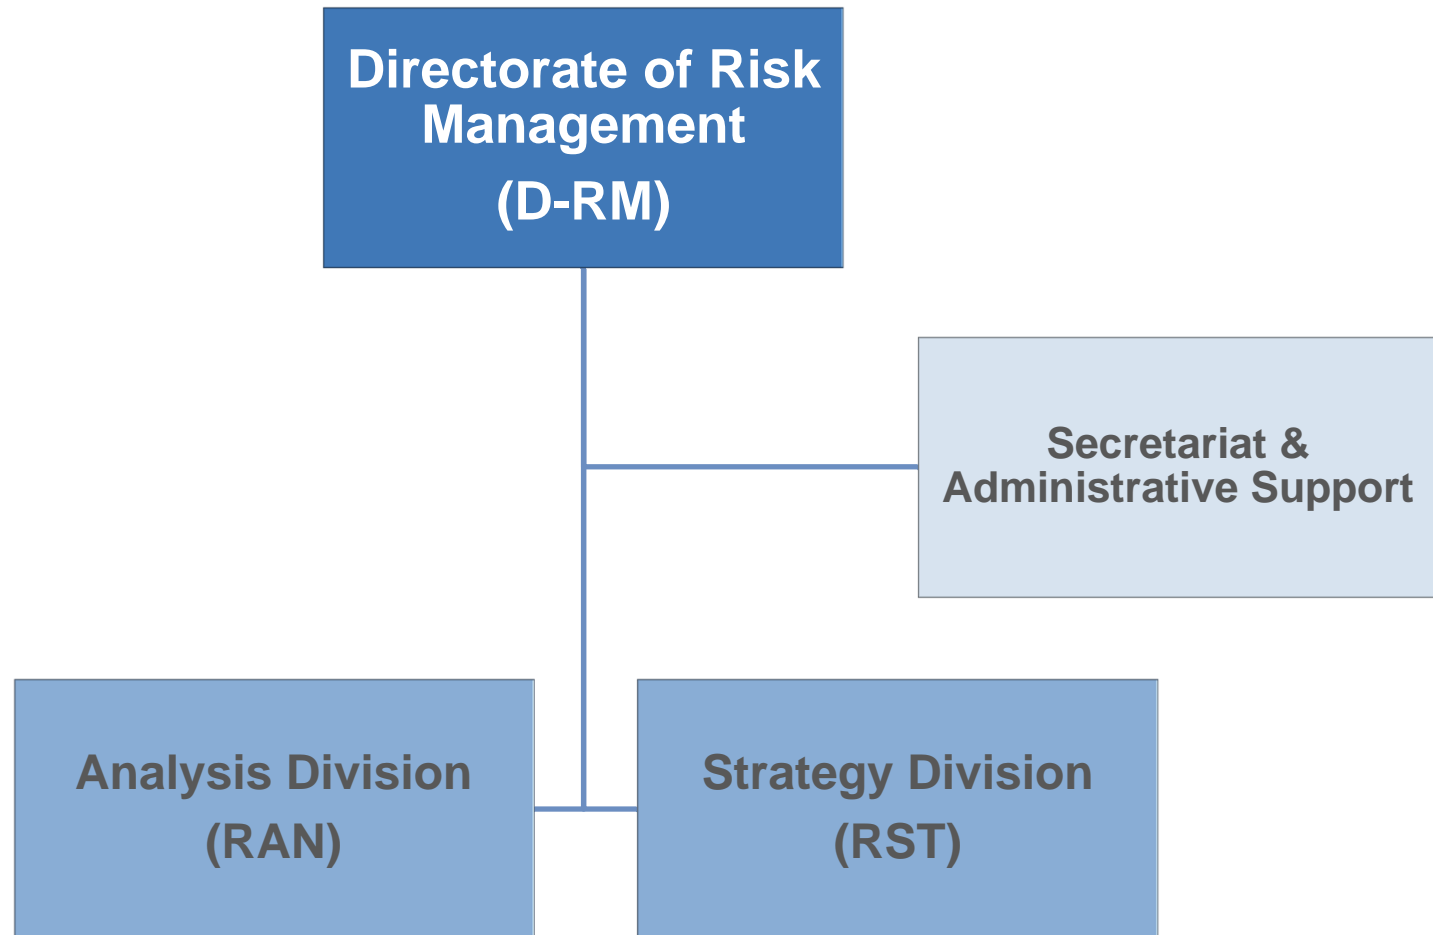 Directorate of Risk
Management
(D-RM)
Secretariat &
Administrative Support
Analysis Division
(RAN)
Strategy Division
(RST)